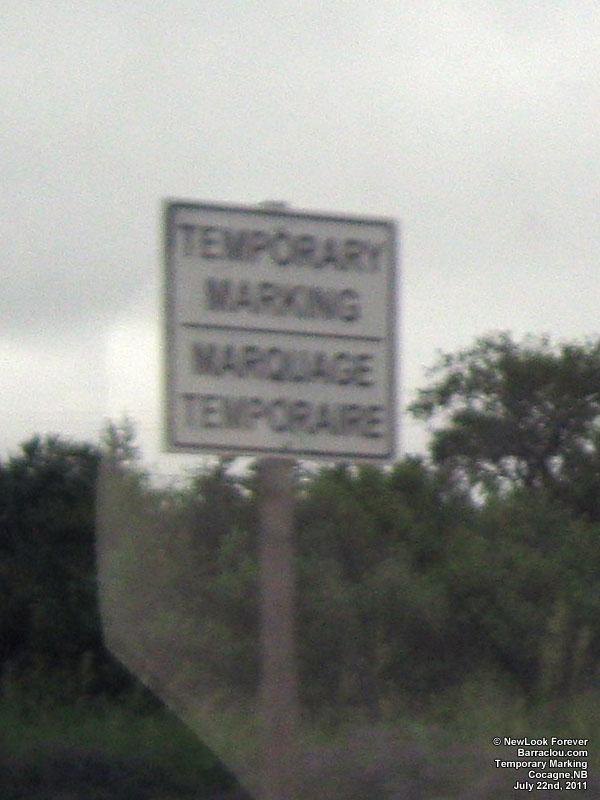 TEMPORARY
MARKING
MARQUAGE
TEMPORAIRE
© NewLook Forever
Barraclou.com
Temporary Marking
Cocagne,NB
July 22nd, 2011